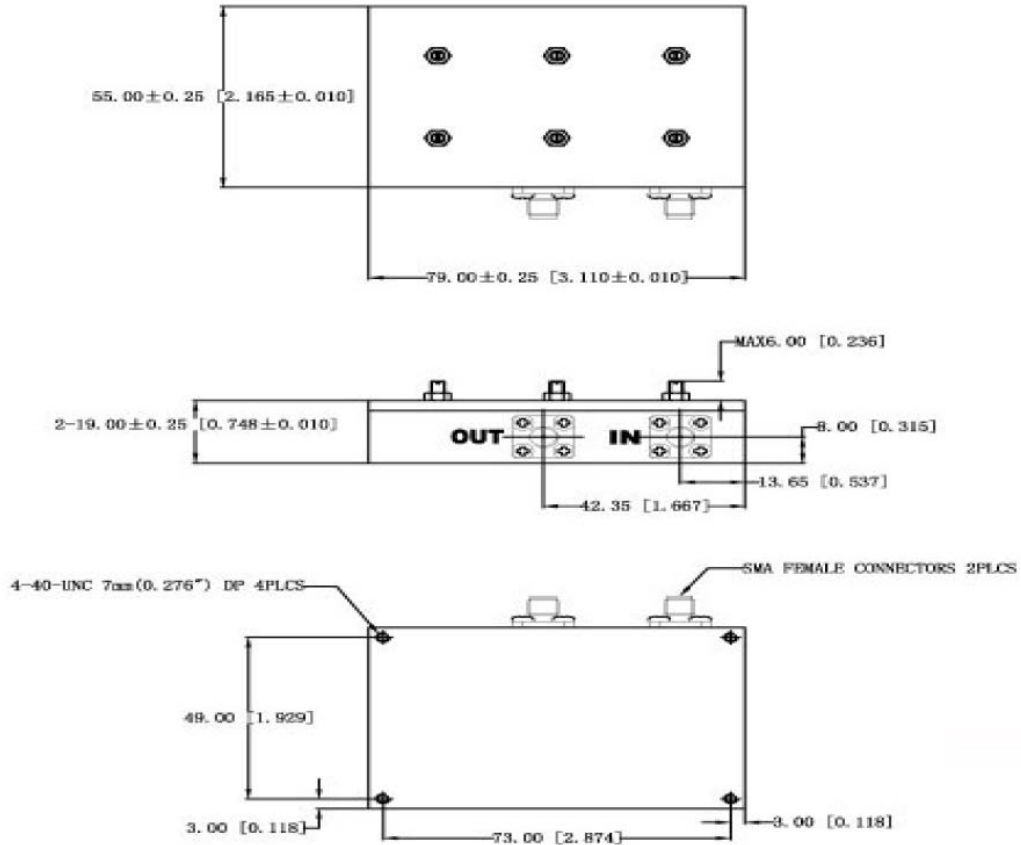 55.00±0.25 [2.165±0.010]
79.00±0.25 [3.110±0.010]
MAX6.00 [0.236]
2-19.00±0.25 [0.748±0.010]
OUT
IN
8.00 [0.315]
13.65 [0.537]
42.35 [1.667]
4-40-UNC 7mm(0.276") DP 4PLCS
SMA FEMALE CONNECTORS 2PLCS
49.00 [1.929]
3.00 [0.118]
73.00 [2.874]
3.00 [0.118]